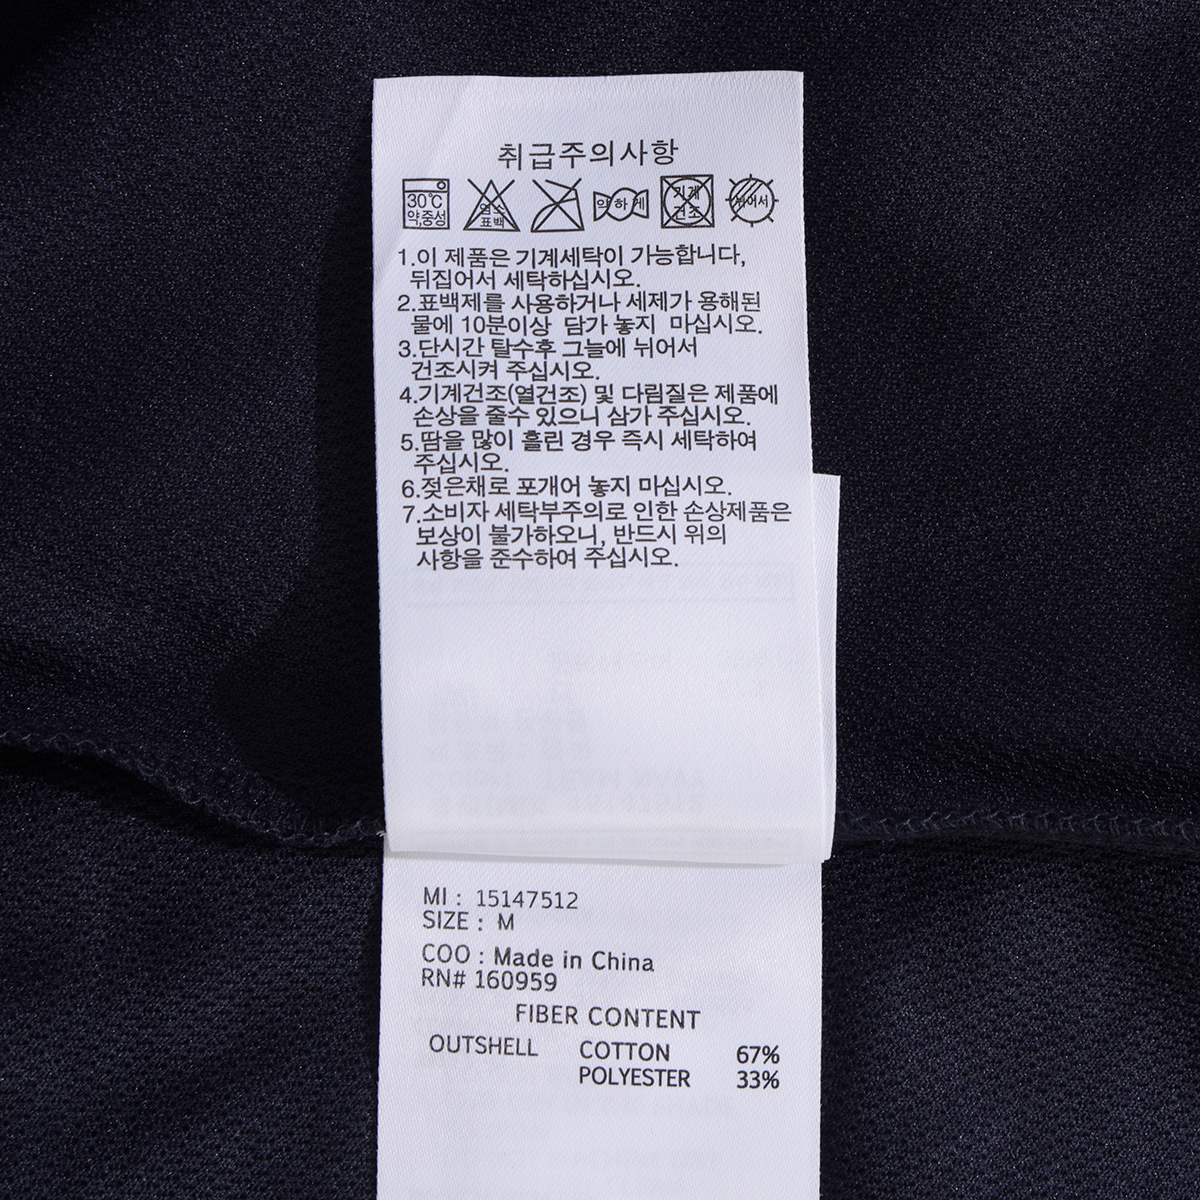 취급주의사항
30℃ 약,중성 염소 표백 약하게 기계 건조 뉘어서
1.이 제품은 기계세탁이 가능합니다,
뒤집어서 세탁하십시오.
2.표백제를 사용하거나 세제가 용해된
물에 10분이상 담가 놓지 마십시오.
3.단시간 탈수후 그늘에 뉘어서
건조시켜 주십시오.
4.기계건조(열건조) 및 다림질은 제품에
손상을 줄수 있으니 삼가 주십시오.
5.땀을 많이 흘린 경우 즉시 세탁하여
주십시오.
6.젖은채로 포개어 놓지 마십시오.
7.소비자 세탁부주의로 인한 손상제품은
보상이 불가하오니, 반드시 위의
사항을 준수하여 주십시오.
MI : 15147512
SIZE : M
COO : Made in China
RN# 160959
FIBER CONTENT
OUTSHELL COTTON 67%
POLYESTER 33%